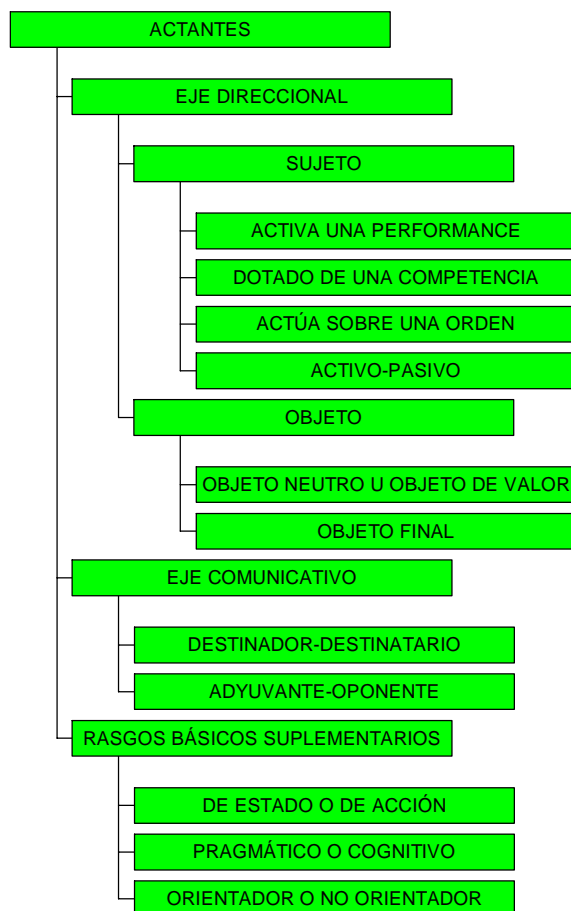 ACTANTES
EJE DIRECCIONAL
SUJETO
ACTIVA UNA PERFORMANCE
DOTADO DE UNA COMPETENCIA
ACTÚA SOBRE UNA ORDEN
ACTIVO-PASIVO
OBJETO
OBJETO NEUTRO U OBJETO DE VALOR
OBJETO FINAL
EJE COMUNICATIVO
DESTINADOR-DESTINATARIO
ADYUVANTE-OPONENTE
RASGOS BÁSICOS SUPLEMENTARIOS
DE ESTADO O DE ACCIÓN
PRAGMÁTICO O COGNITIVO
ORIENTADOR O NO ORIENTADOR